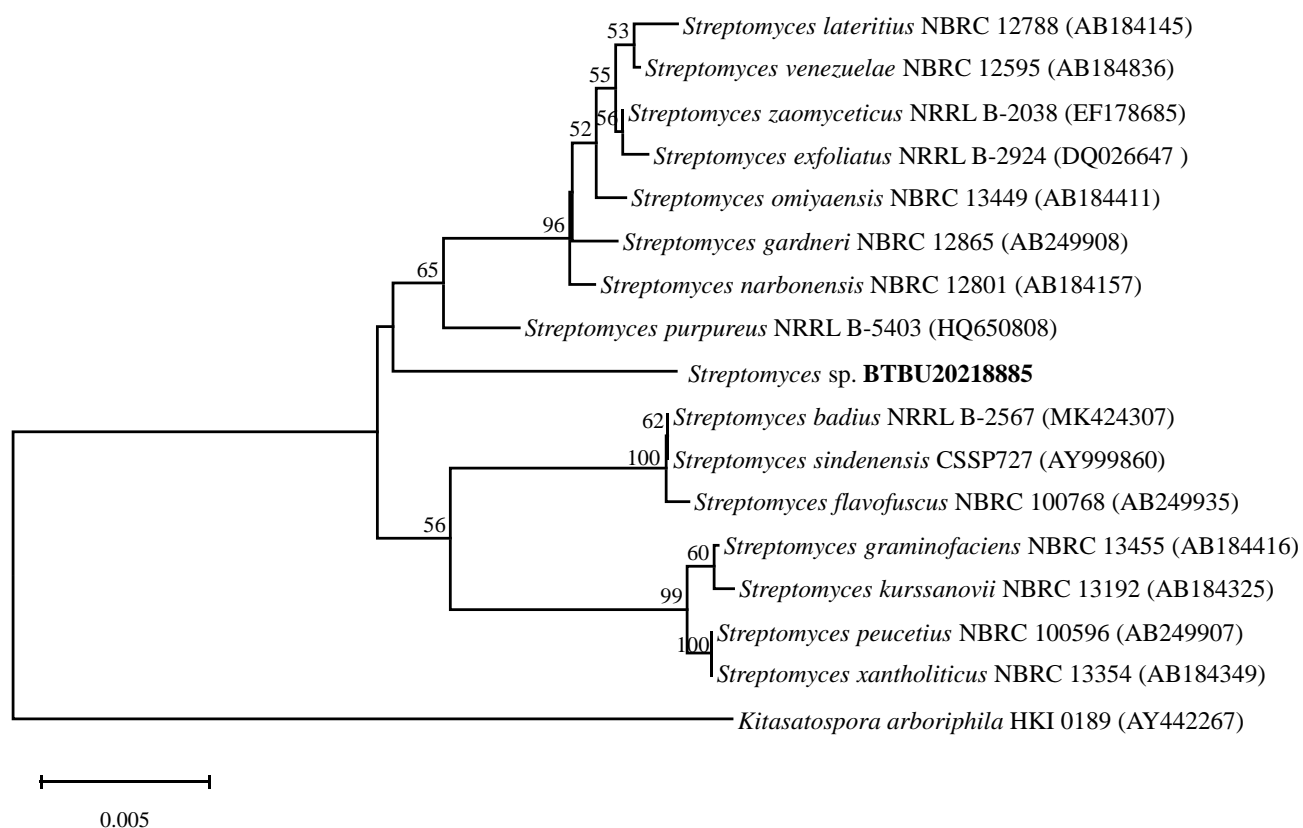 53
Streptomyces lateritius NBRC 12788 (AB184145)
Streptomyces venezuelae NBRC 12595 (AB184836)
55
56
Streptomyces zaomyceticus NRRL B-2038 (EF178685)
52
Streptomyces exfoliatus NRRL B-2924 (DQ026647 )
Streptomyces omiyaensis NBRC 13449 (AB184411)
96
Streptomyces gardneri NBRC 12865 (AB249908)
65
Streptomyces narbonensis NBRC 12801 (AB184157)
Streptomyces purpureus NRRL B-5403 (HQ650808)
Streptomyces sp. BTBU20218885
62
Streptomyces badius NRRL B-2567 (MK424307)
100
Streptomyces sindenensis CSSP727 (AY999860)
Streptomyces flavofuscus NBRC 100768 (AB249935)
56
60
Streptomyces graminofaciens NBRC 13455 (AB184416)
Streptomyces kurssanovii NBRC 13192 (AB184325)
99
100
Streptomyces peucetius NBRC 100596 (AB249907)
Streptomyces xantholiticus NBRC 13354 (AB184349)
Kitasatospora arboriphila HKI 0189 (AY442267)
0.005